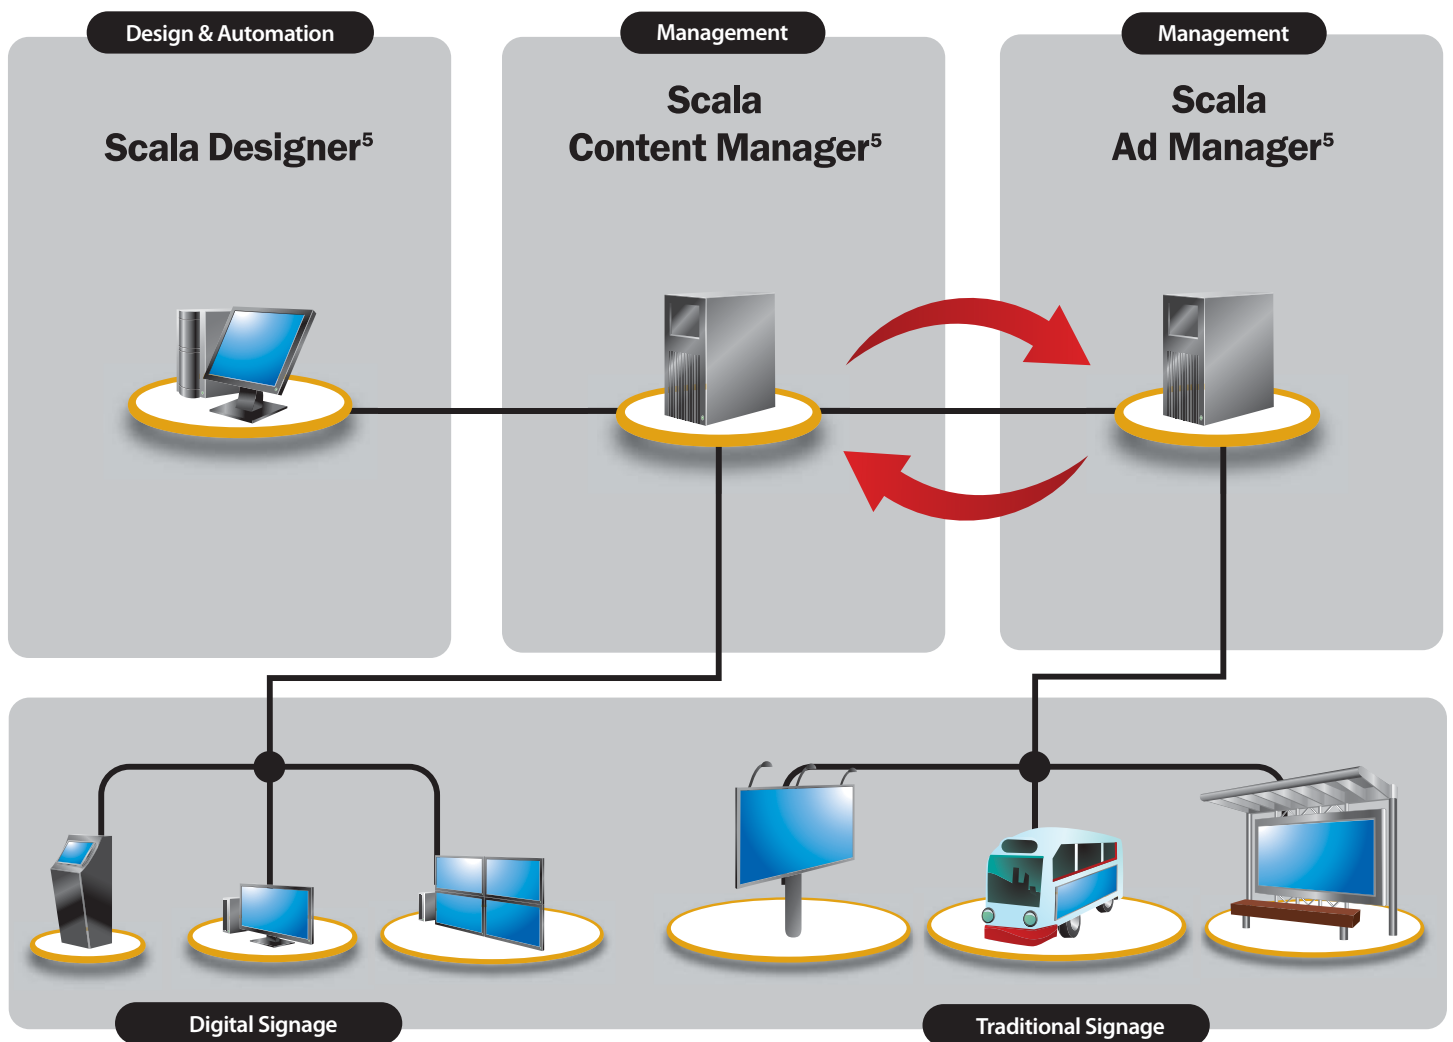 Design & Automation
Management
Management
Scala Designer⁵
Scala
Content Manager⁵
Scala
Ad Manager⁵
Digital Signage
Traditional Signage